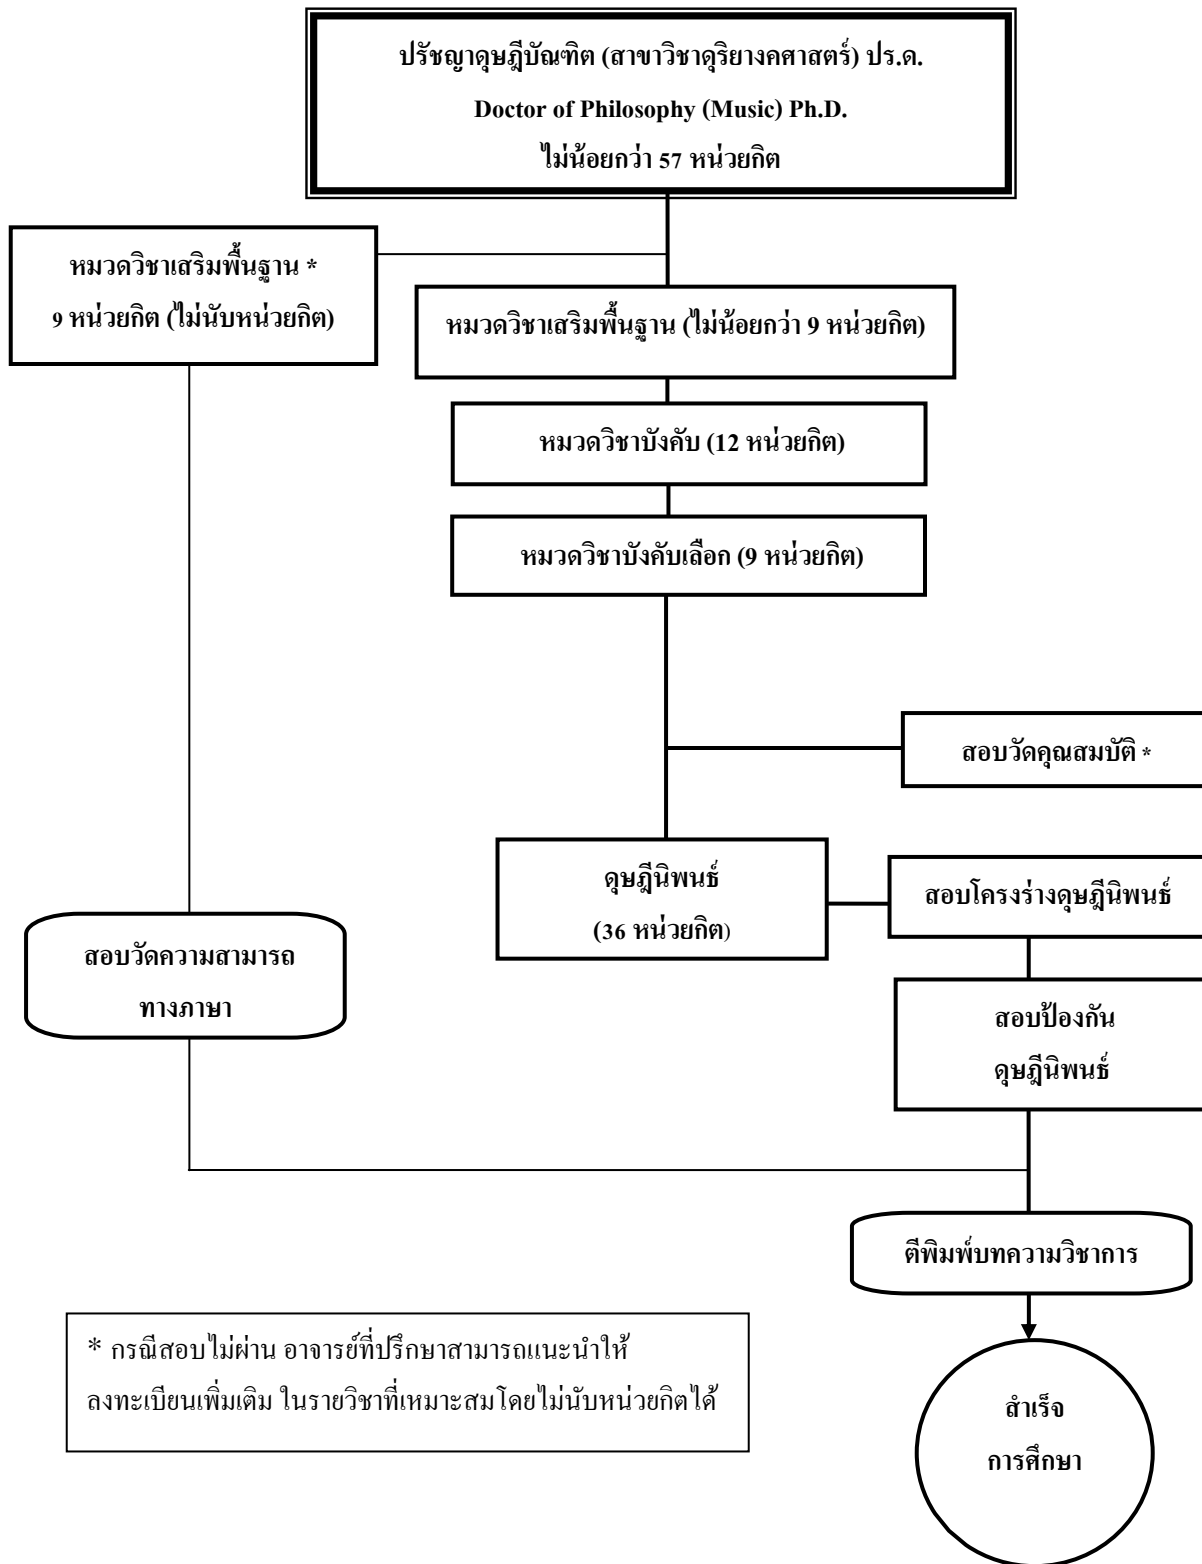 ปรัชญาดุษฎีบัณฑิต (สาขาวิชาดุริยางคศาสตร์) ปร.ด.
Doctor of Philosophy (Music) Ph.D.
ไม่น้อยกว่า 57 หน่วยกิต
หมวดวิชาเสริมพื้นฐาน *
9 หน่วยกิต (ไม่นับหน่วยกิต)
หมวดวิชาเสริมพื้นฐาน (ไม่น้อยกว่า 9 หน่วยกิต)
หมวดวิชาบังคับ (12 หน่วยกิต)
หมวดวิชาบังคับเลือก (9 หน่วยกิต)
สอบวัดคุณสมบัติ *
ดุษฎีนิพนธ์
(36 หน่วยกิต)
สอบโครงร่างดุษฎีนิพนธ์
สอบวัดความสามารถ
ทางภาษา
สอบป้องกัน
ดุษฎีนิพนธ์
ตีพิมพ์บทความวิชาการ
* กรณีสอบไม่ผ่าน อาจารย์ที่ปรึกษาสามารถแนะนำให้
ลงทะเบียนเพิ่มเติม ในรายวิชาที่เหมาะสมโดยไม่นับหน่วยกิตได้
สำเร็จ
การศึกษา